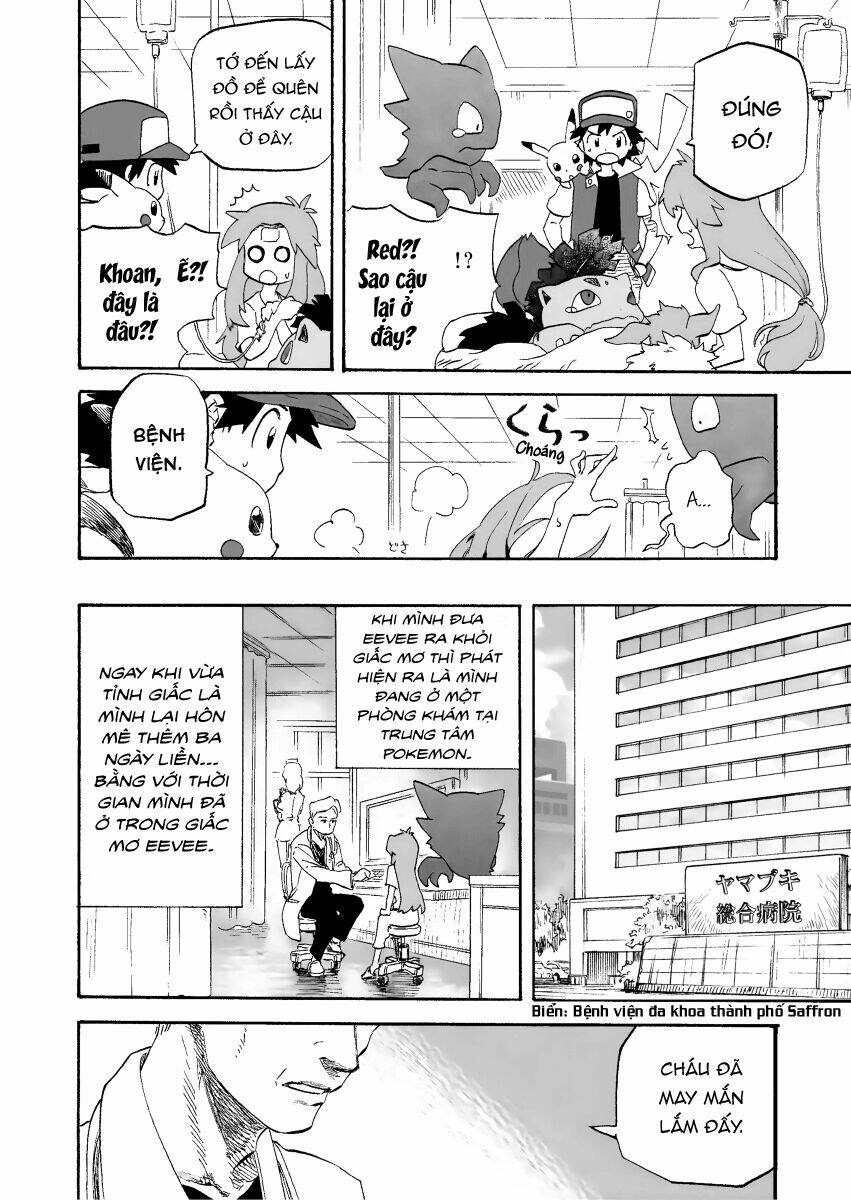 ĐÚNG
ĐÓ!
!?
Red?!
Sao cậu
lại ở
đây?
TỚ ĐẾN LẤY
ĐỒ ĐỂ QUÊN
RỒI THẤY CẬU
Ở ĐÂY.
Ế?!
Khoan,
đây là
đâu?!
A...
くらっ
Choáng
どさ
BỆNH
VIỆN.
ヤマブキ
総合病院
Biển: Bệnh viện đa khoa thành phố Saffron
KHI MÌNH ĐƯA
EEVEE RA KHỎI
GIẤC MƠ THÌ PHÁT
HIỆN RA LÀ MÌNH
ĐANG Ở MỘT
PHÒNG KHÁM TẠI
TRUNG TÂM
POKEMON.
NGAY KHI VỪA
TỈNH GIẤC LÀ
MÌNH LẠI HÔN
MÊ THÊM BA
NGÀY LIỀN...
BẰNG VỚI THỜI
GIAN MÌNH ĐÃ
Ở TRONG GIẤC
MƠ EEVEE.
CHÁU ĐÃ
MAY MẮN
LẮM ĐẤY.